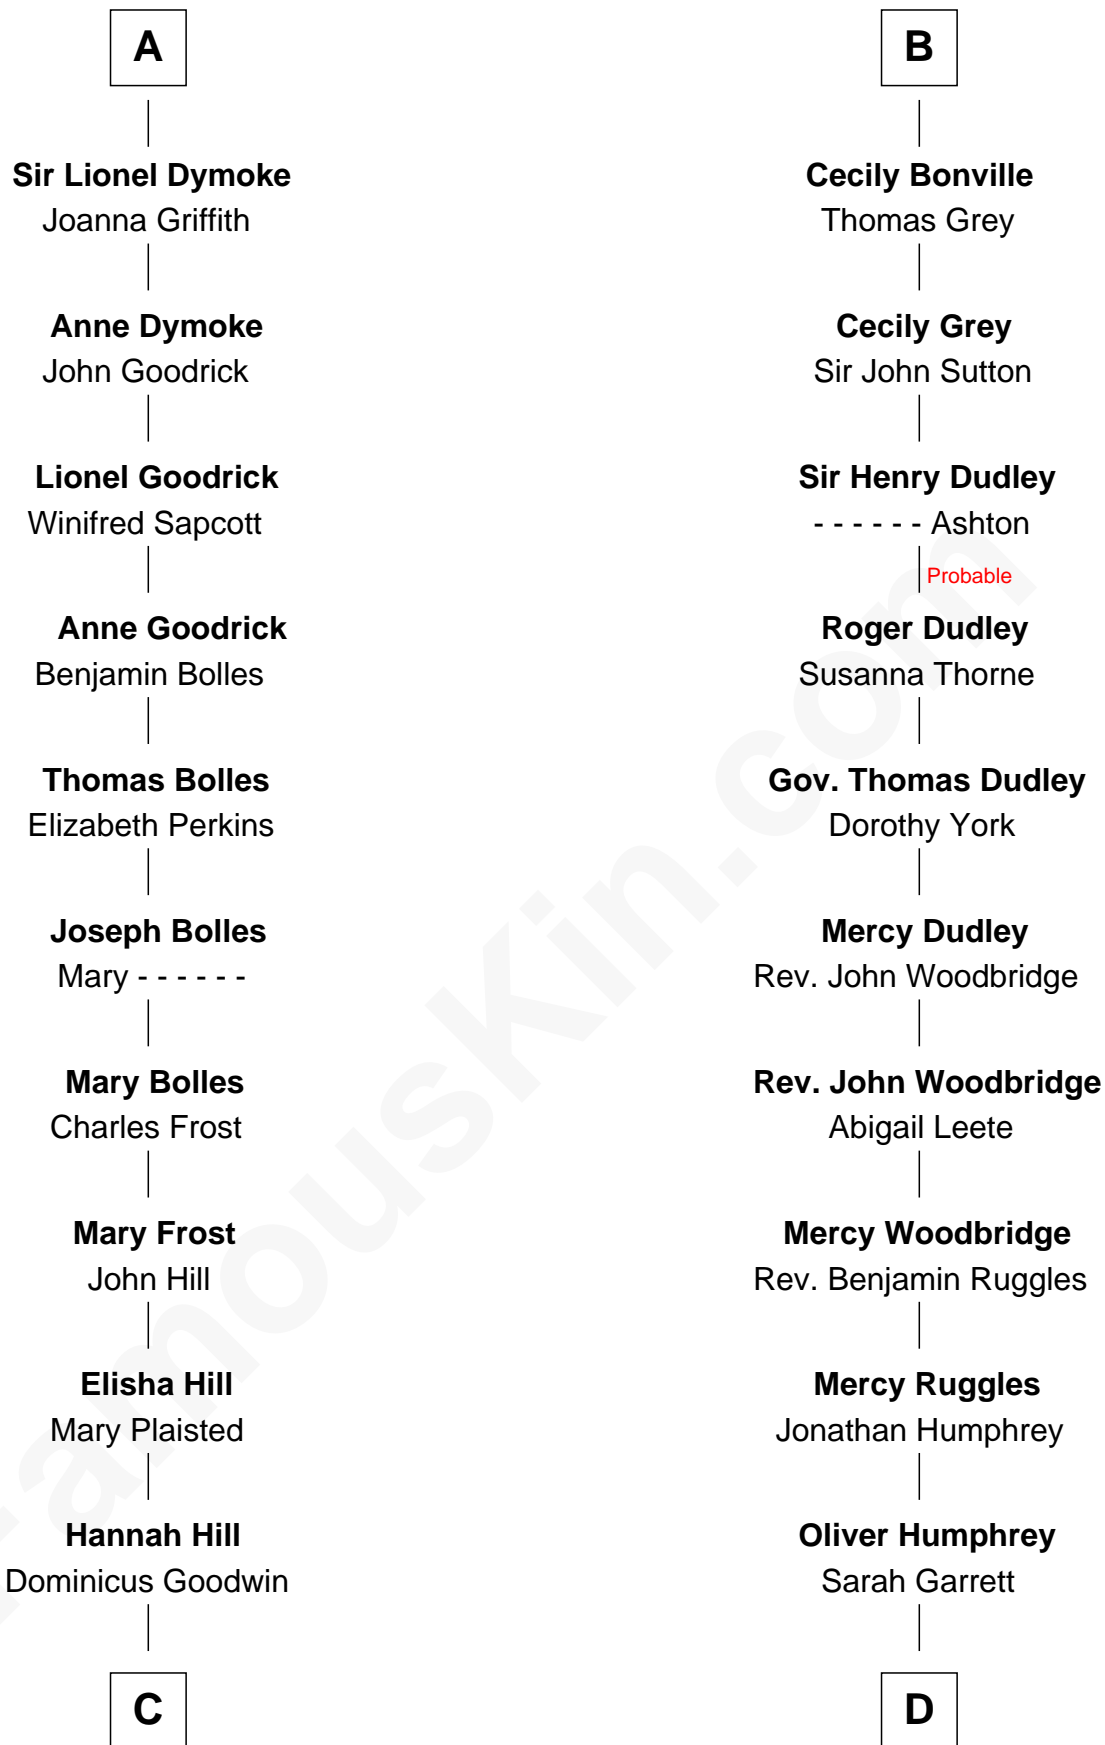 A
Sir Lionel Dymoke
Joanna Griffith
Anne Dymoke
John Goodrick
Lionel Goodrick
Winifred Sapcott
Anne Goodrick
Benjamin Bolles
Thomas Bolles
Elizabeth Perkins
Joseph Bolles
Mary - - - - - -
Mary Bolles
Charles Frost
Mary Frost
John Hill
Elisha Hill
Mary Plaisted
Hannah Hill
Dominicus Goodwin
C
B
Cecily Bonville
Thomas Grey
Cecily Grey
Sir John Sutton
Sir Henry Dudley
- - - - - - Ashton
Probable
Roger Dudley
Susanna Thorne
Gov. Thomas Dudley
Dorothy York
Mercy Dudley
Rev. John Woodbridge
Rev. John Woodbridge
Abigail Leete
Mercy Woodbridge
Rev. Benjamin Ruggles
Mercy Ruggles
Jonathan Humphrey
Oliver Humphrey
Sarah Garrett
D
FamousKin.com